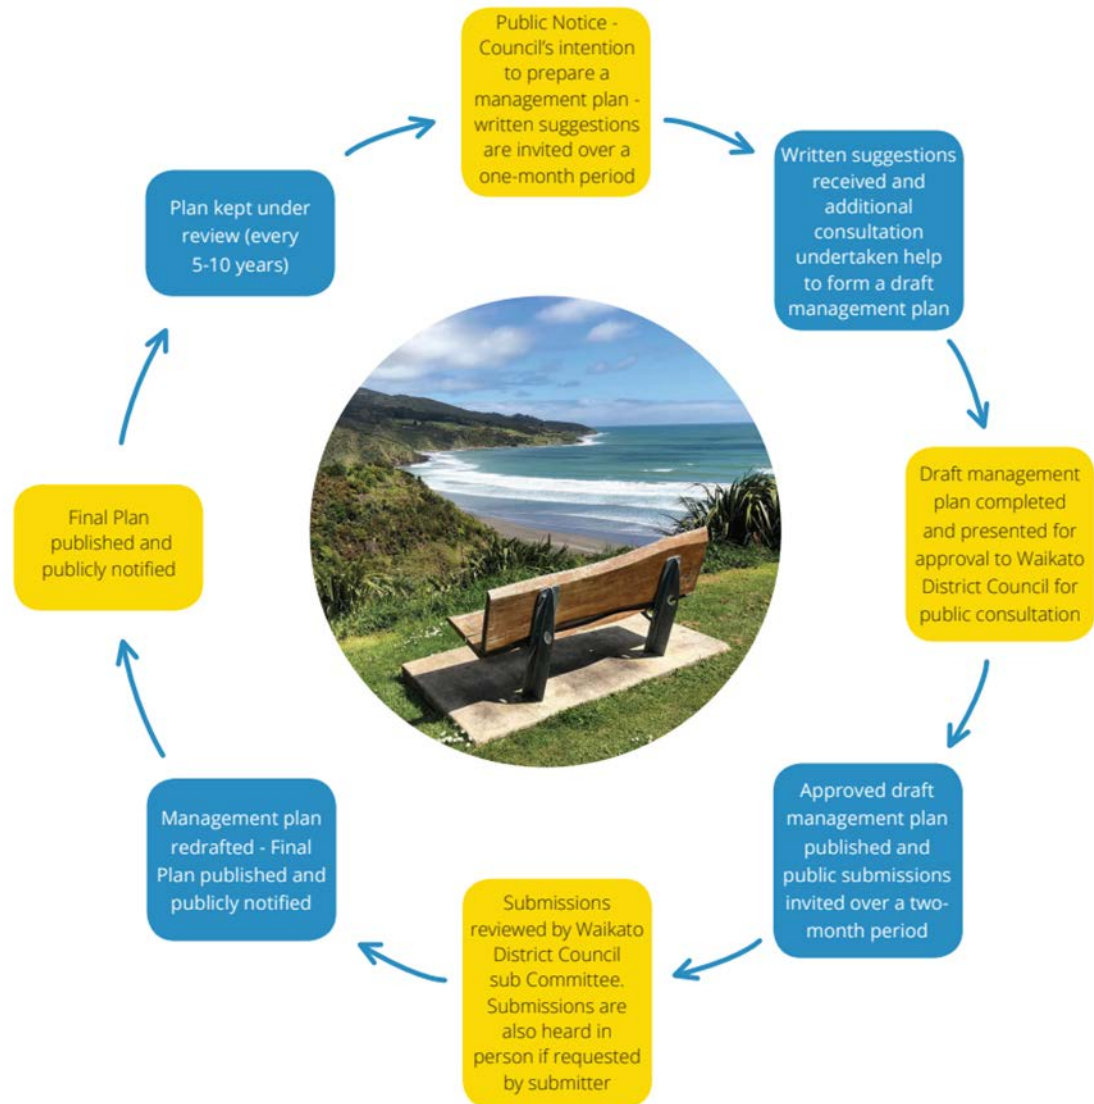 Public Notice -
Council's intention
to prepare a
management plan -
written suggestions
are invited over a
one-month period
Written suggestions
received and
additional
consultation
undertaken help
to form a draft
management plan
Draft management
plan completed
and presented for
approval to Waikato
District Council for
public consultation
Approved draft
management plan
published and
public submissions
invited over a two-
month period
Submissions
reviewed by Waikato
District Council
sub Committee.
Submissions are
also heard in
person if requested
by submitter
Management plan
redrafted - Final
Plan published and
publicly notified
Final Plan
published and
publicly notified
Plan kept under
review (every
5-10 years)